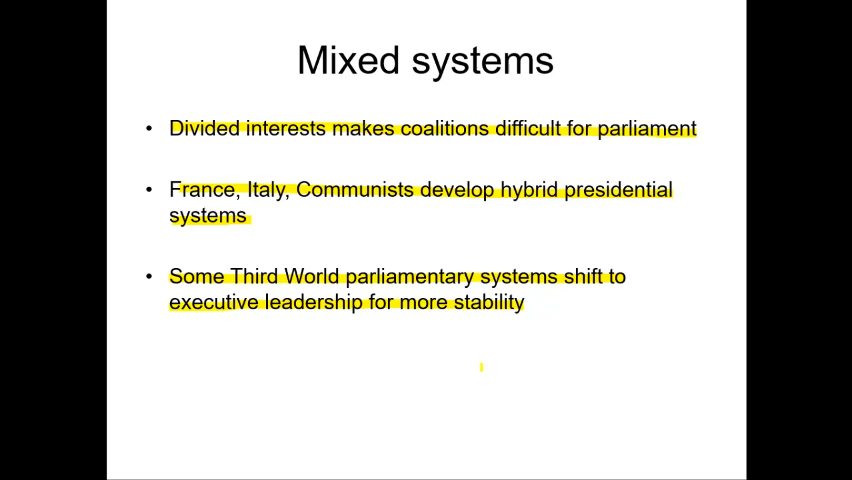 Mixed systems
• Divided interests makes coalitions difficult for parliament
• France, Italy, Communists develop hybrid presidential
systems
• Some Third World parliamentary systems shift to
executive leadership for more stability